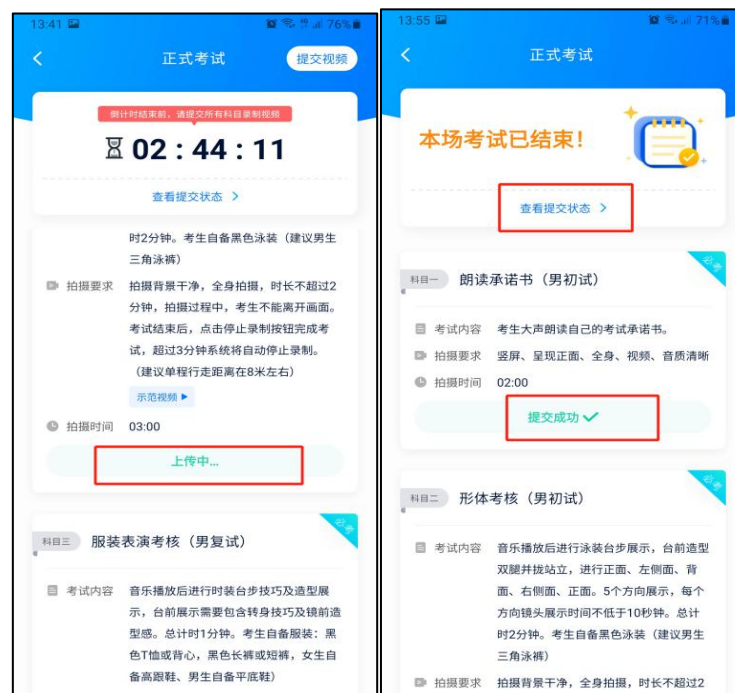 13:41
76%
正式考试
提交视频
倒计时结束前，请提交所有科目录制视频
02 : 44 : 11
查看提交状态 >
时2分钟。考生自备黑色泳装（建议男生
三角泳裤）
拍摄要求 拍摄背景干净，全身拍摄，时长不超过2
分钟，拍摄过程中，考生不能离开画面。
考试结束后，点击停止录制按钮完成考
试，超过3分钟系统将自动停止录制。
（建议单程行走距离在8米左右）
示范视频
拍摄时间 03:00
上传中...
科目三 服装表演考核（男复试）
必考
考试内容 音乐播放后进行时装台步技巧及造型展
示，台前展示需要包含转身技巧及镜前造
型感。总计时1分钟。考生自备服装：黑
色T恤或背心，黑色长裤或短裤，女生自
备高跟鞋、男生自备平底鞋）
13:55
71%
正式考试
本场考试已结束！
查看提交状态 >
科目一 朗读承诺书（男初试）
必考
考试内容 考生大声朗读自己的考试承诺书。
拍摄要求 竖屏、呈现正面、全身、视频、音质清晰
拍摄时间 02:00
提交成功
科目二 形体考核（男初试）
必考
考试内容 音乐播放后进行泳装台步展示，台前造型
双腿并拢站立，进行正面、左侧面、背
面、右侧面、正面。5个方向展示，每个
方向镜头展示时间不低于10秒钟。总计
时2分钟。考生自备黑色泳装（建议男生
三角泳裤）
拍摄要求 拍摄背景干净，全身拍摄，时长不超过2